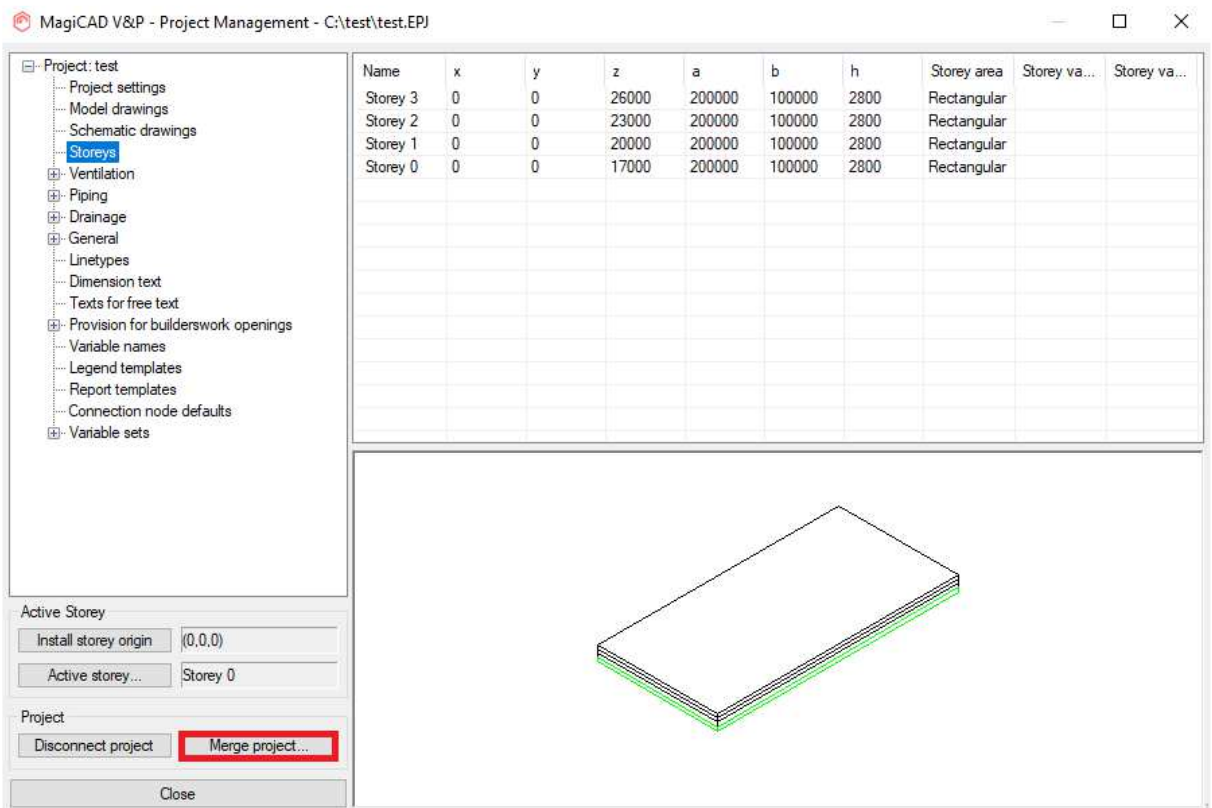 MagiCAD V&P - Project Management - C:\test\test.EPJ
Project: test
Project settings
Model drawings
Schematic drawings
Storeys
Ventilation
Piping
Drainage
General
Linetypes
Dimension text
Texts for free text
Provision for builderswork openings
Variable names
Legend templates
Report templates
Connection node defaults
Variable sets
Name x y z a b h Storey area Storey va... Storey va...
Storey 3 0 0 26000 200000 100000 2800 Rectangular
Storey 2 0 0 23000 200000 100000 2800 Rectangular
Storey 1 0 0 20000 200000 100000 2800 Rectangular
Storey 0 0 0 17000 200000 100000 2800 Rectangular
Active Storey
Install storey origin (0,0,0)
Active storey... Storey 0
Project
Disconnect project Merge project...
Close